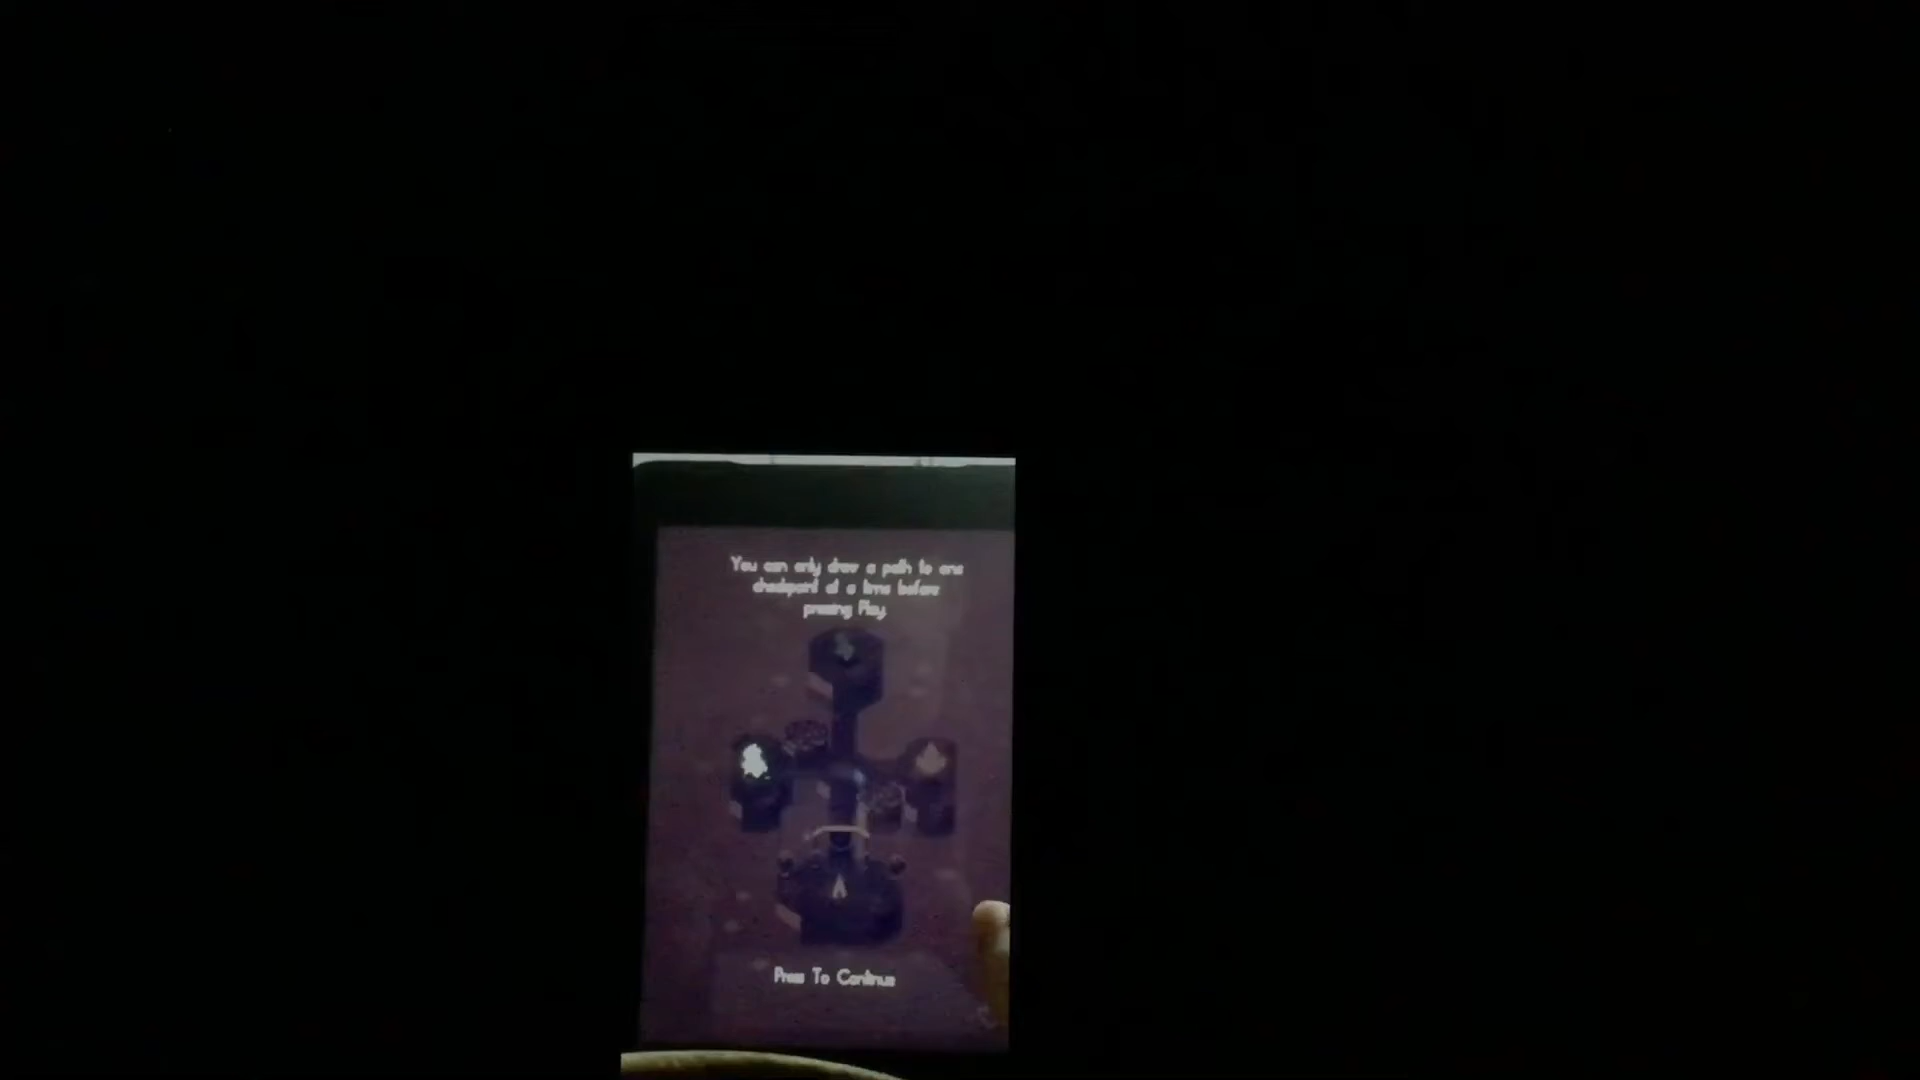 You can only draw a path to one
checkpoint at a time before
pressing Play.
Press To Continue